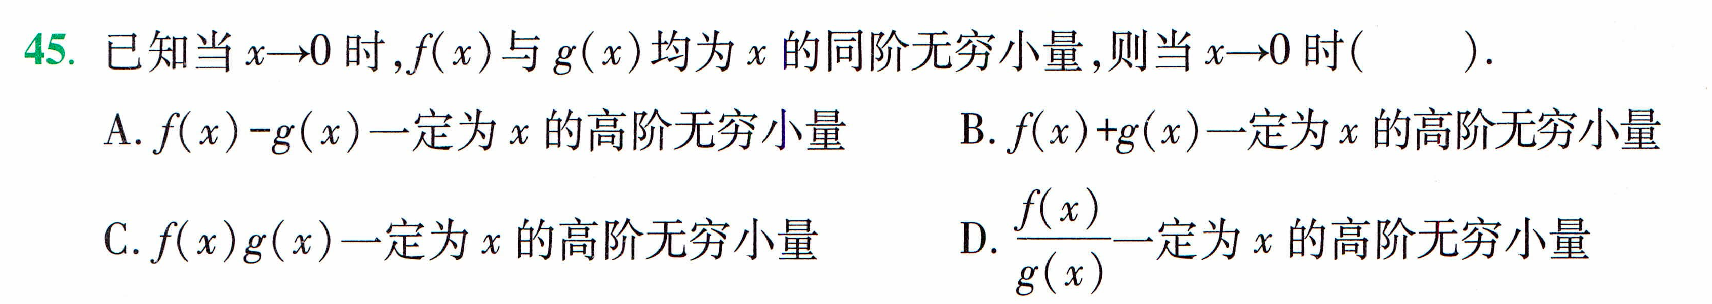 45. 已知当 x→0 时,f(x)与 g(x)均为 x 的同阶无穷小量,则当 x→0 时(  ).
A. f(x)-g(x)一定为 x 的高阶无穷小量 B. f(x)+g(x)一定为 x 的高阶无穷小量
C. f(x)g(x)一定为 x 的高阶无穷小量 D. f(x)/g(x)一定为 x 的高阶无穷小量